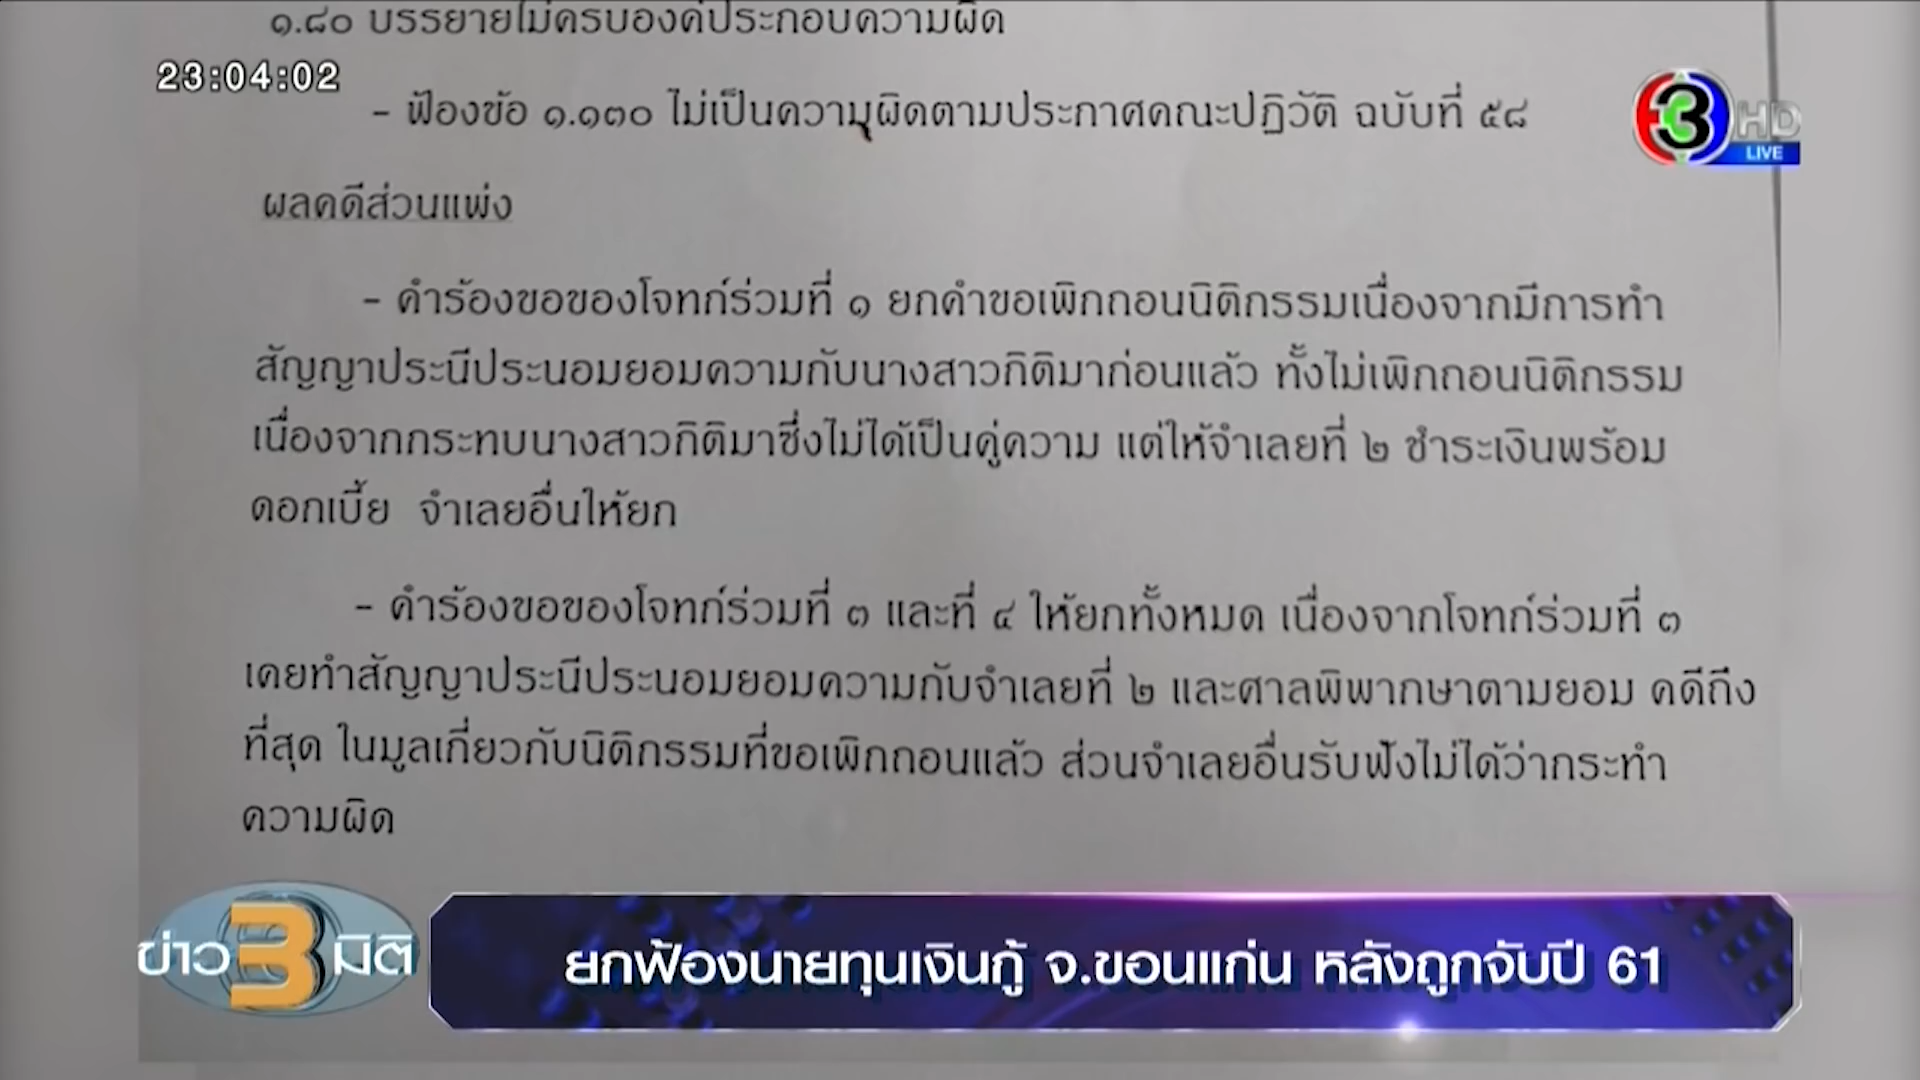 ๑.๘๐ บรรยายไม่ครบองค์ประกอบความผิด
23:04:02
- ฟ้องข้อ ๑.๑๓๐ ไม่เป็นความผิดตามประกาศคณะปฏิวัติ ฉบับที่ ๕๘
3 HD
LIVE
ผลคดีส่วนแพ่ง
- คำร้องขอของโจทก์ร่วมที่ ๑ ยกคำขอเพิกถอนนิติกรรมเนื่องจากมีการทำ
สัญญาประนีประนอมยอมความกับนางสาวกิติมาก่อนแล้ว ทั้งไม่เพิกถอนนิติกรรม
เนื่องจากกระทบนางสาวกิติมาซึ่งไม่ได้เป็นคู่ความ แต่ให้จำเลยที่ ๒ ชำระเงินพร้อม
ดอกเบี้ย จำเลยอื่นให้ยก
- คำร้องขอของโจทก์ร่วมที่ ๓ และที่ ๔ ให้ยกทั้งหมด เนื่องจากโจทก์ร่วมที่ ๓
เคยทำสัญญาประนีประนอมยอมความกับจำเลยที่ ๒ และศาลพิพากษาตามยอม คดีถึง
ที่สุด ในมูลเกี่ยวกับนิติกรรมที่ขอเพิกถอนแล้ว ส่วนจำเลยอื่นรับฟังไม่ได้ว่ากระทำ
ความผิด
ข่าว 3 มิติ
ยกฟ้องนายทุนเงินกู้ จ.ขอนแก่น หลังถูกจับปี 61